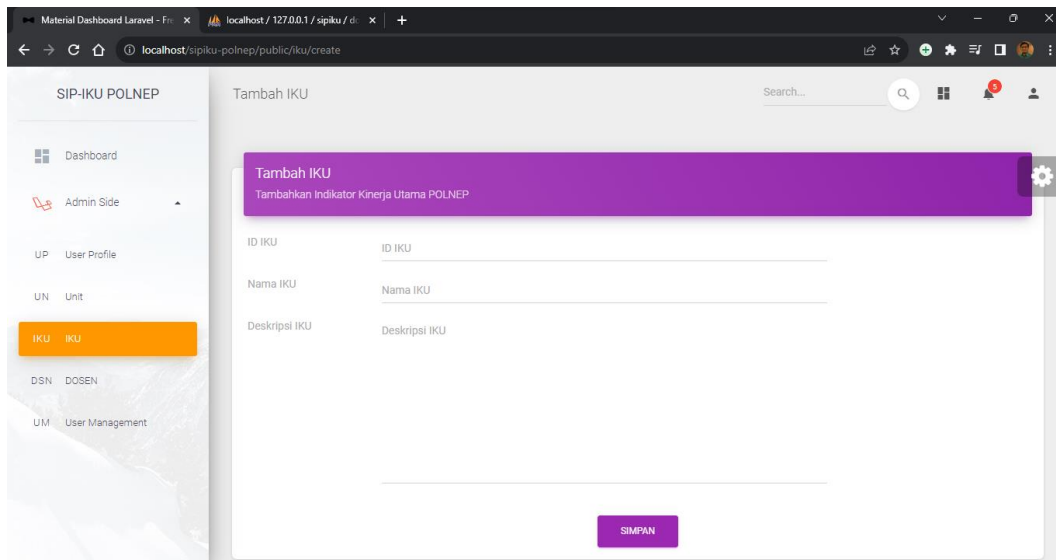 Material Dashboard Laravel - Fr
localhost / 127.0.0.1 / sipiku / do
localhost/sipiku-polnep/public/iku/create
SIP-IKU POLNEP
Tambah IKU
Search...
5
Dashboard
Admin Side
UP User Profile
UN Unit
IKU IKU
DSN DOSEN
UM User Management
Tambah IKU
Tambahkan Indikator Kinerja Utama POLNEP
ID IKU
ID IKU
Nama IKU
Nama IKU
Deskripsi IKU
Deskripsi IKU
SIMPAN